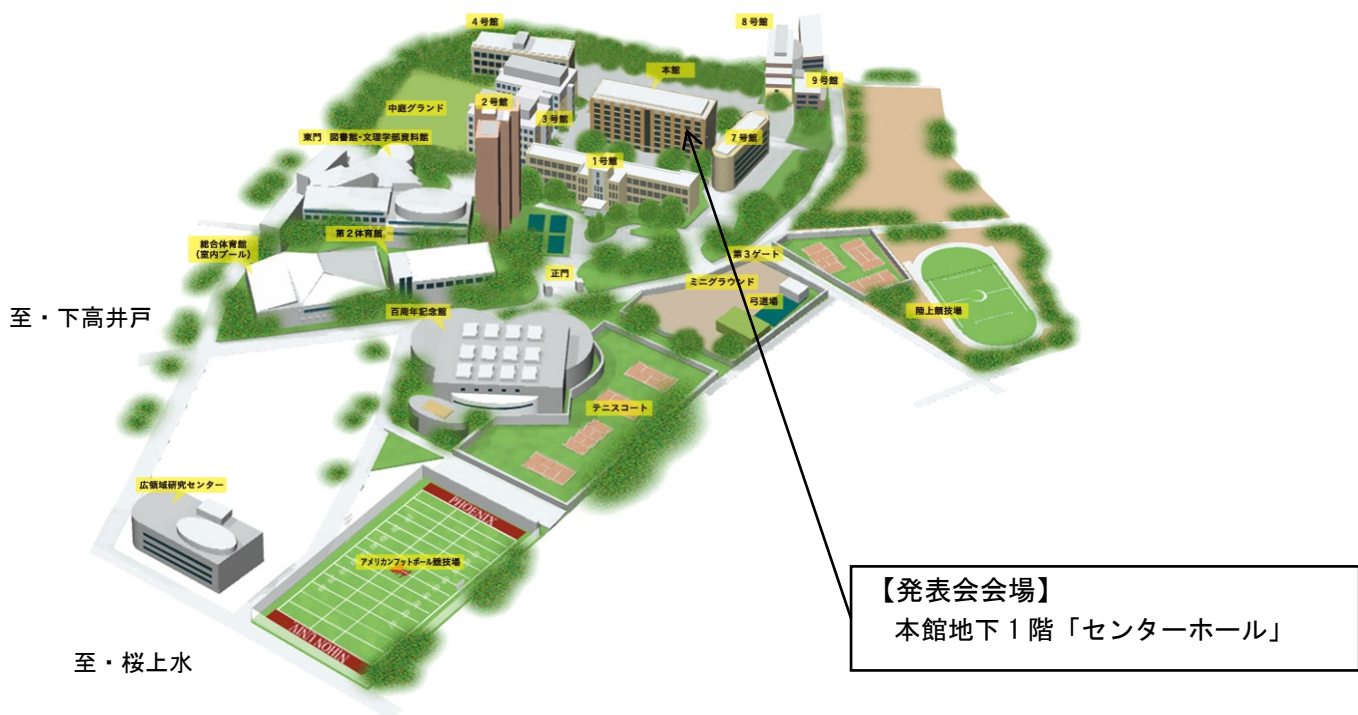 4号館
8号館
本館
9号館
中庭グランド
2号館
3号館
7号館
東門 図書館・文理学部資料館
1号館
総合体育館
(室内プール)
第2体育館
第3ゲート
正門
ミニグラウンド
弓道場
百周年記念館
陸上競技場
至・下高井戸
テニスコート
広領域研究センター
PHOENIX
アメリカンフットボール競技場
NIHON UNIV
【発表会会場】
本館地下1階「センターホール」
至・桜上水